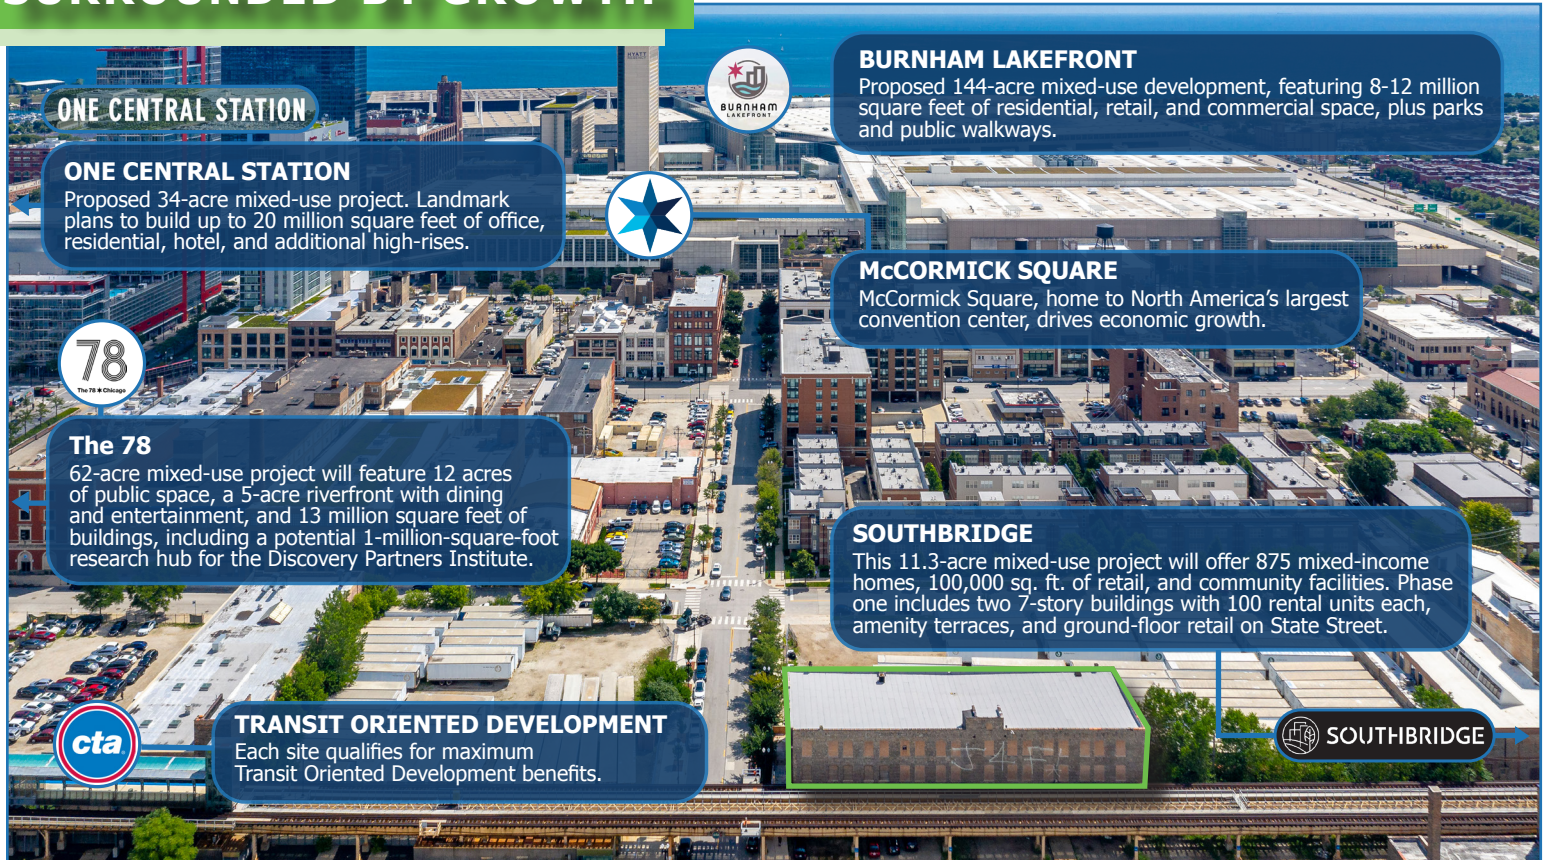 SURROUNDED BY GROWTH
HYATT
BURNHAM
LAKEFRONT
BURNHAM LAKEFRONT
Proposed 144-acre mixed-use development, featuring 8-12 million
square feet of residential, retail, and commercial space, plus parks
and public walkways.
ONE CENTRAL STATION
ONE CENTRAL STATION
Proposed 34-acre mixed-use project. Landmark
plans to build up to 20 million square feet of office,
residential, hotel, and additional high-rises.
McCORMICK SQUARE
McCormick Square, home to North America’s largest
convention center, drives economic growth.
78
The 78 ✶ Chicago
The 78
62-acre mixed-use project will feature 12 acres
of public space, a 5-acre riverfront with dining
and entertainment, and 13 million square feet of
buildings, including a potential 1-million-square-foot
research hub for the Discovery Partners Institute.
SOUTHBRIDGE
This 11.3-acre mixed-use project will offer 875 mixed-income
homes, 100,000 sq. ft. of retail, and community facilities. Phase
one includes two 7-story buildings with 100 rental units each,
amenity terraces, and ground-floor retail on State Street.
cta
TRANSIT ORIENTED DEVELOPMENT
Each site qualifies for maximum
Transit Oriented Development benefits.
SOUTHBRIDGE